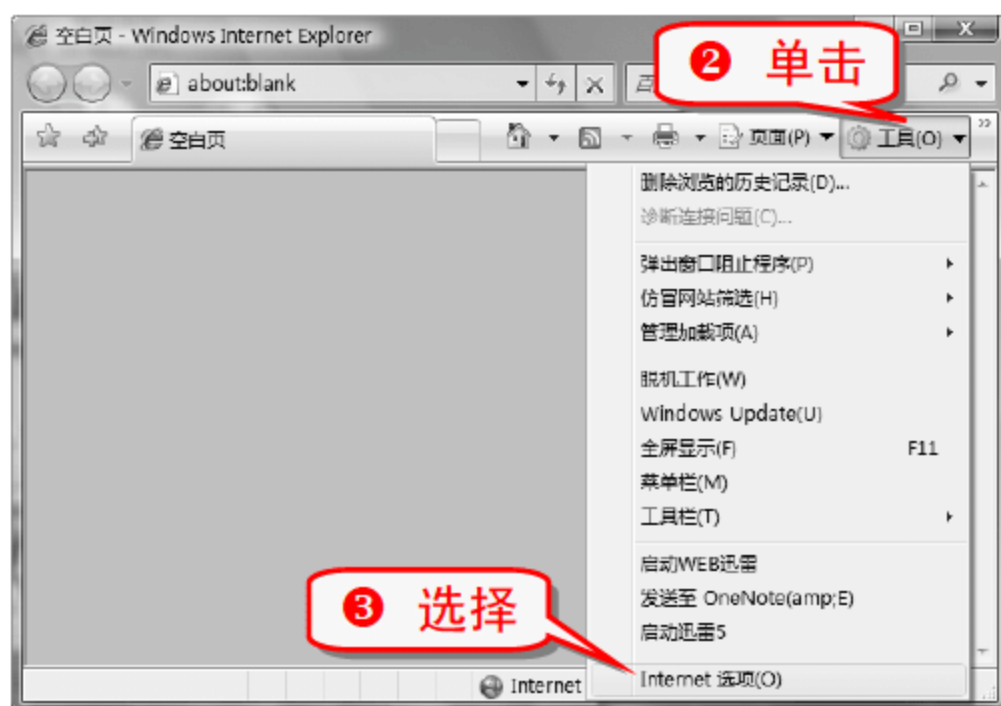 空白页 - Windows Internet Explorer
❷ 单击
about:blank
空白页
页面(P)
工具(O)
删除浏览的历史记录(D)...
诊断连接问题(C)...
弹出窗口阻止程序(P)
仿冒网站筛选(H)
管理加载项(A)
脱机工作(W)
Windows Update(U)
全屏显示(F) F11
菜单栏(M)
工具栏(T)
启动WEB迅雷
发送至 OneNote(amp;E)
启动迅雷5
❸ 选择
Internet 选项(O)
Internet